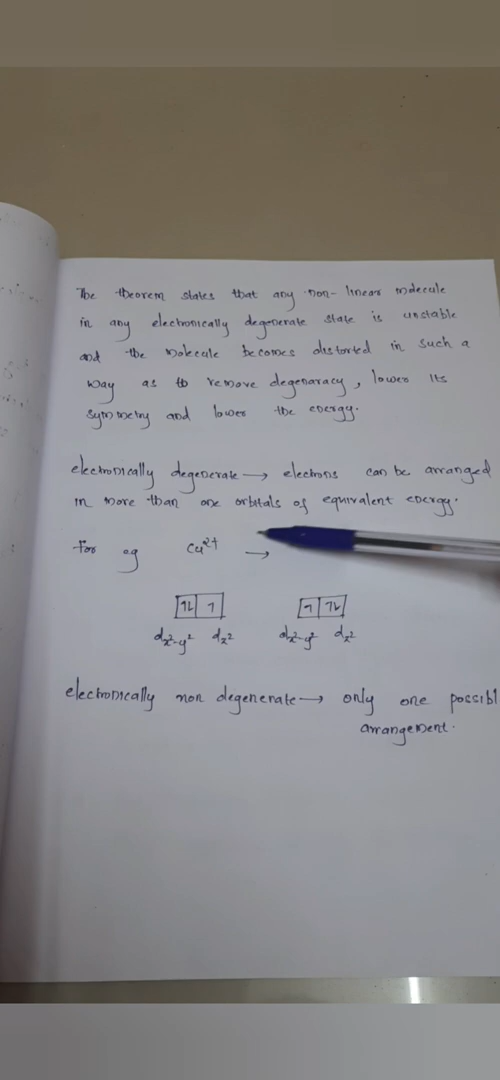 The theorem states that any non-linear molecule
in any electronically degenerate state is unstable
and the molecule becomes distorted in such a
way as to remove degenaracy, lower its
symmetry and lower the energy.
electronically degenerate → electrons can be arranged
in more than one orbitals of equivalent energy.
For eg Cu²⁺ →
1L 1 1 1L
dx²-y² dz² dx²-y² dz²
electronically non degenerate → only one possibl
arrangement.